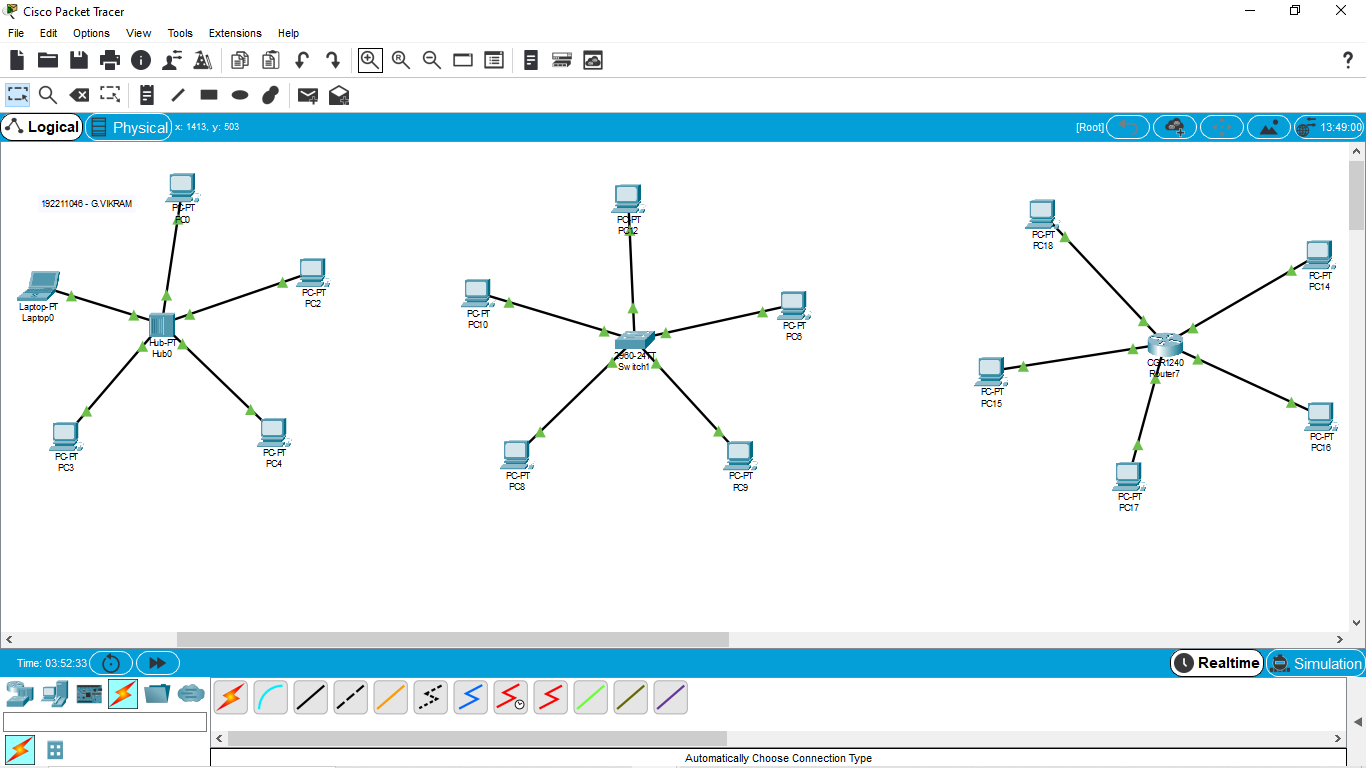 Cisco Packet Tracer
File Edit Options View Tools Extensions Help
R
?
Logical
Physical
x: 1413, y: 503
[Root]
13:49:00
192211046 - G.VIKRAM
PC-PT
PC0
PC-PT
PC2
Laptop-PT
Laptop0
Hub-PT
Hub0
PC-PT
PC3
PC-PT
PC4
PC-PT
PC12
PC-PT
PC10
PC-PT
PC6
2960-24TT
Switch1
PC-PT
PC8
PC-PT
PC9
PC-PT
PC18
PC-PT
PC14
CGR1240
Router7
PC-PT
PC15
PC-PT
PC16
PC-PT
PC17
Time: 03:52:33
Realtime
Simulation
Automatically Choose Connection Type